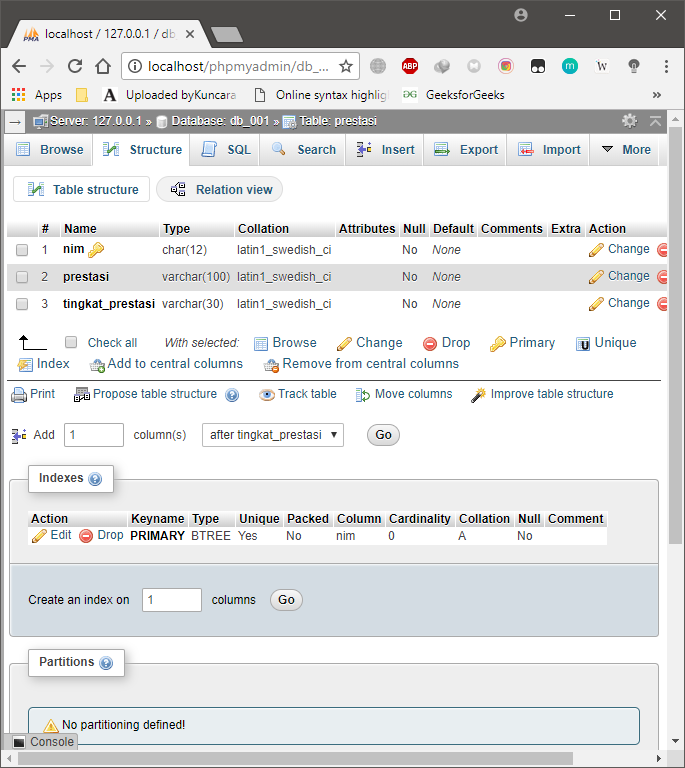 localhost / 127.0.0.1 / db
localhost/phpmyadmin/db_...
Apps Uploaded byKuncara Online syntax highlig GeeksforGeeks »
Server: 127.0.0.1 » Database: db_001 » Table: prestasi
Browse Structure SQL Search Insert Export Import More
Table structure Relation view
# Name Type Collation Attributes Null Default Comments Extra Action
1 nim char(12) latin1_swedish_ci No None Change
2 prestasi varchar(100) latin1_swedish_ci No None Change
3 tingkat_prestasi varchar(30) latin1_swedish_ci No None Change
Check all With selected: Browse Change Drop Primary Unique
Index Add to central columns Remove from central columns
Print Propose table structure Track table Move columns Improve table structure
Add 1 column(s) after tingkat_prestasi Go
Indexes
Action Keyname Type Unique Packed Column Cardinality Collation Null Comment
Edit Drop PRIMARY BTREE Yes No nim 0 A No
Create an index on 1 columns Go
Partitions
No partitioning defined!
Console